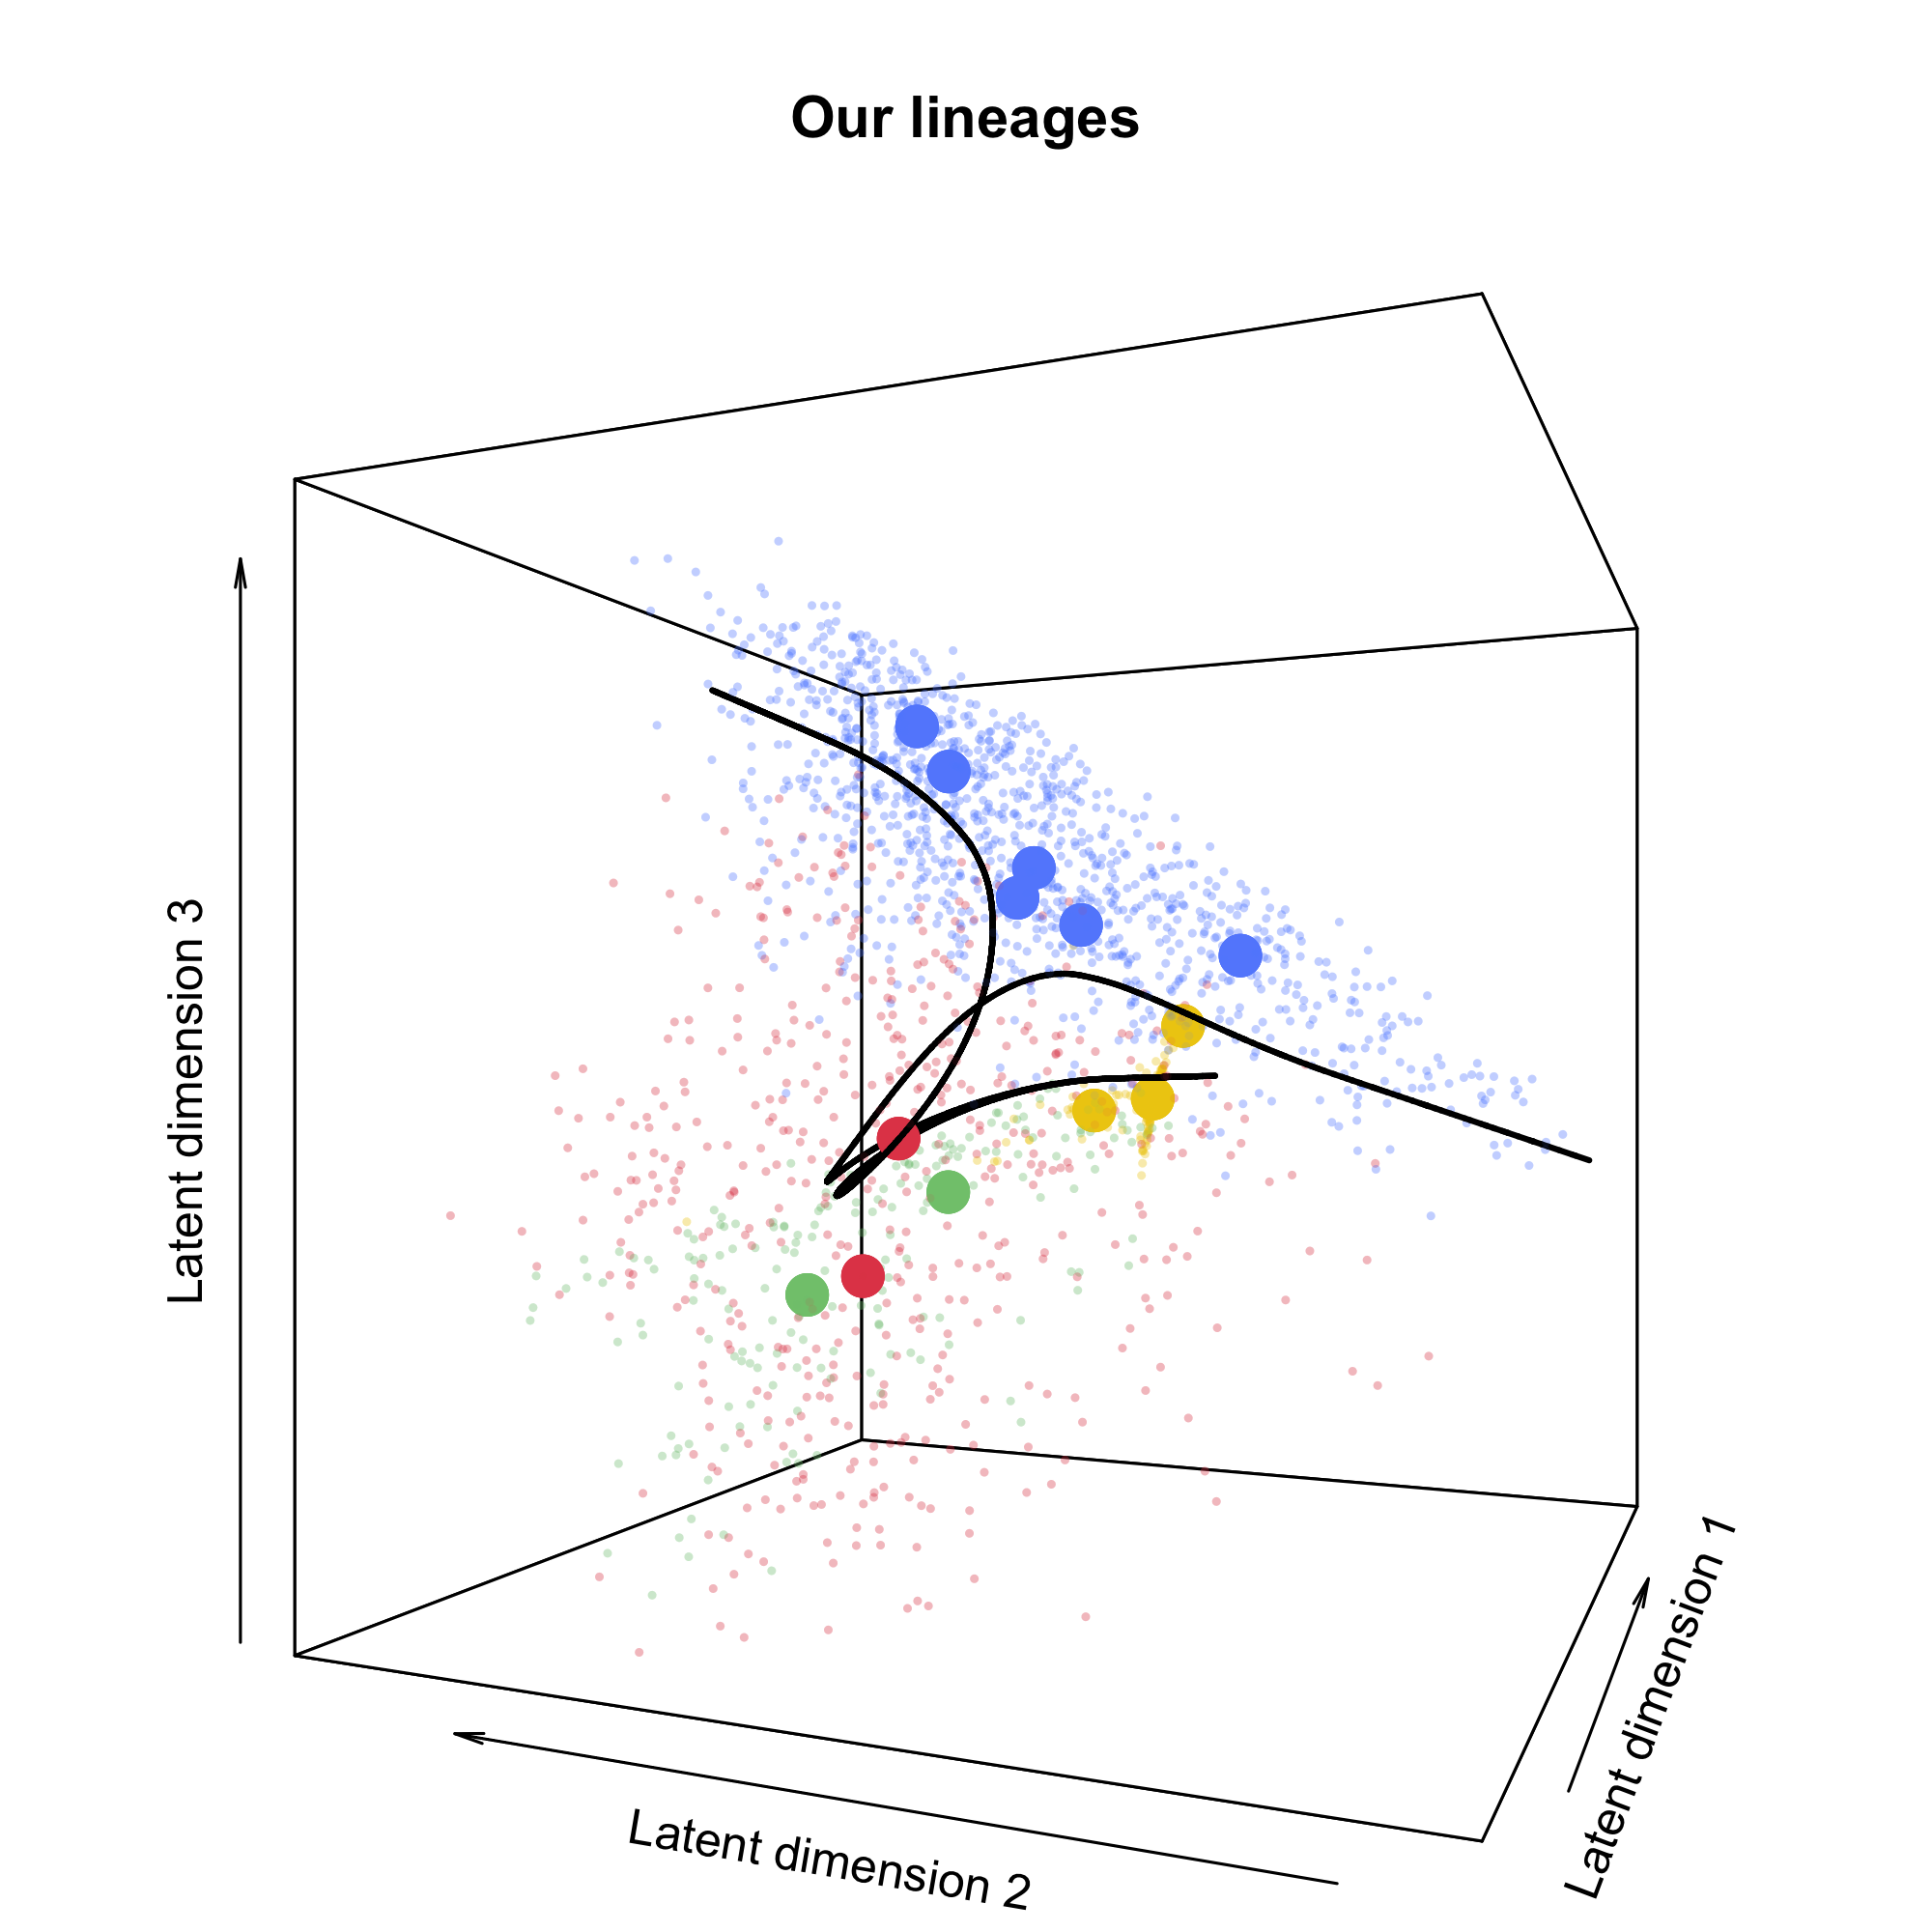 Our lineages
Latent dimension 3
Latent dimension 2
Latent dimension 1